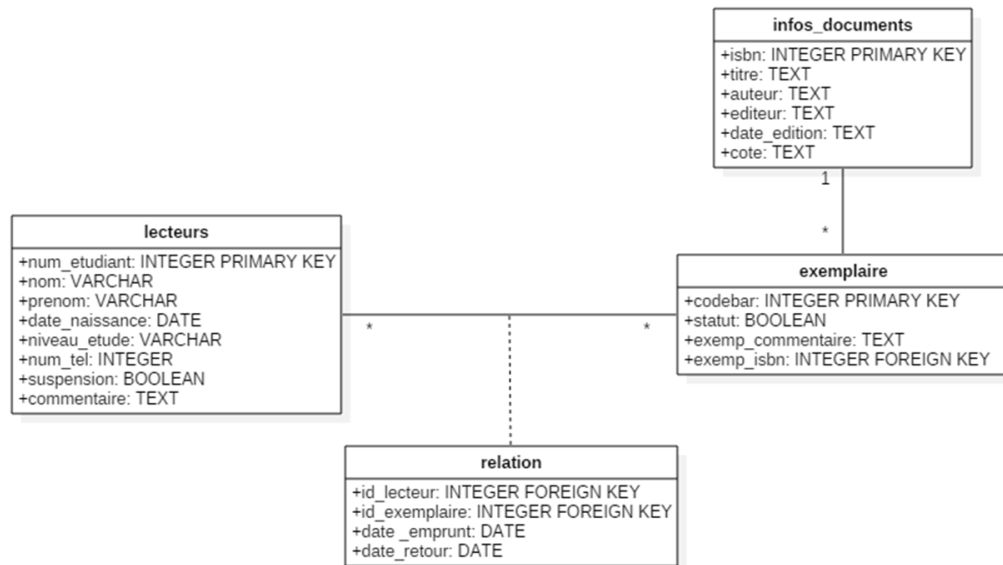 infos_documents
+isbn: INTEGER PRIMARY KEY
+titre: TEXT
+auteur: TEXT
+editeur: TEXT
+date_edition: TEXT
+cote: TEXT
1
*
lecteurs
+num_etudiant: INTEGER PRIMARY KEY
+nom: VARCHAR
+prenom: VARCHAR
+date_naissance: DATE
+niveau_etude: VARCHAR
+num_tel: INTEGER
+suspension: BOOLEAN
+commentaire: TEXT
*
*
exemplaire
+codebar: INTEGER PRIMARY KEY
+statut: BOOLEAN
+exemp_commentaire: TEXT
+exemp_isbn: INTEGER FOREIGN KEY
relation
+id_lecteur: INTEGER FOREIGN KEY
+id_exemplaire: INTEGER FOREIGN KEY
+date _emprunt: DATE
+date_retour: DATE